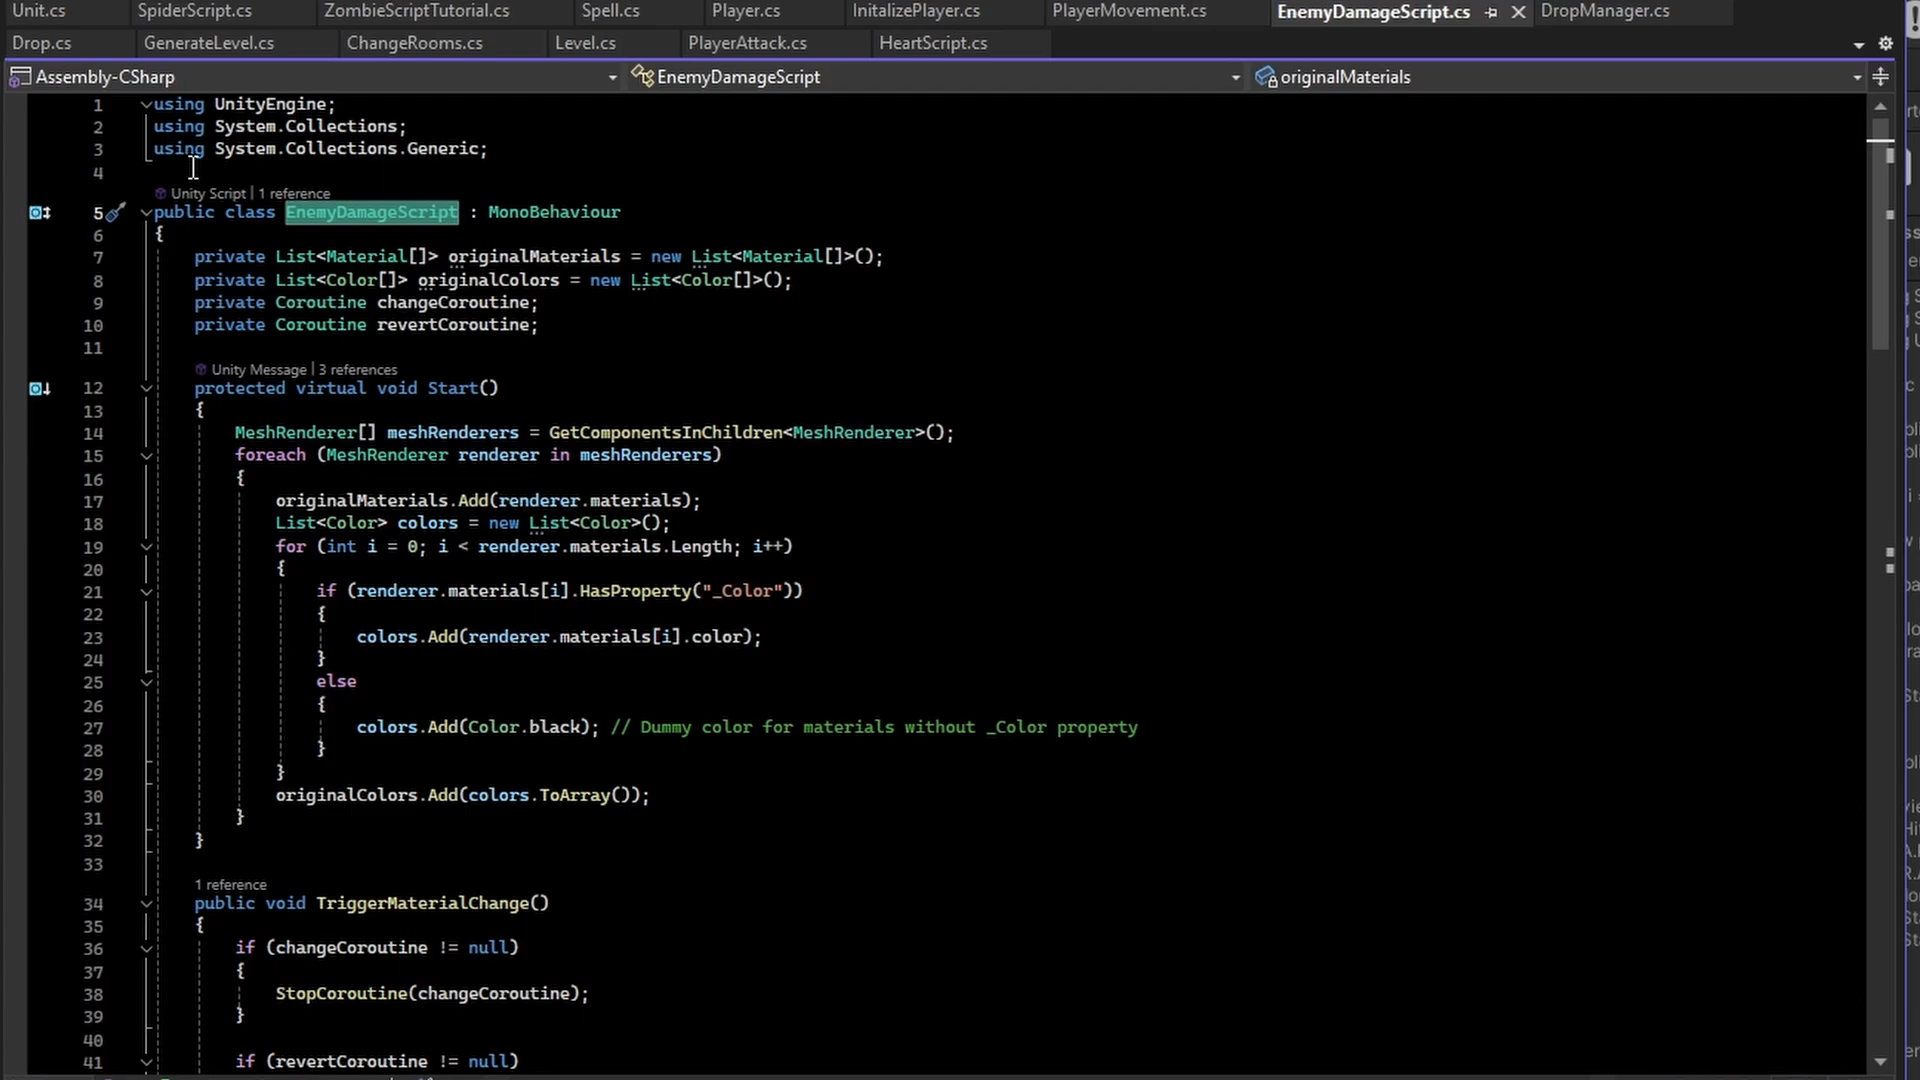 Unit.cs SpiderScript.cs ZombieScriptTutorial.cs Spell.cs Player.cs InitalizePlayer.cs PlayerMovement.cs EnemyDamageScript.cs DropManager.cs
Drop.cs GenerateLevel.cs ChangeRooms.cs Level.cs PlayerAttack.cs HeartScript.cs
Assembly-CSharp EnemyDamageScript originalMaterials
1 using UnityEngine;
2 using System.Collections;
3 using System.Collections.Generic;
4
Unity Script | 1 reference
5 public class EnemyDamageScript : MonoBehaviour
6 {
7 private List<Material[]> originalMaterials = new List<Material[]>();
8 private List<Color[]> originalColors = new List<Color[]>();
9 private Coroutine changeCoroutine;
10 private Coroutine revertCoroutine;
11
Unity Message | 3 references
12 protected virtual void Start()
13 {
14 MeshRenderer[] meshRenderers = GetComponentsInChildren<MeshRenderer>();
15 foreach (MeshRenderer renderer in meshRenderers)
16 {
17 originalMaterials.Add(renderer.materials);
18 List<Color> colors = new List<Color>();
19 for (int i = 0; i < renderer.materials.Length; i++)
20 {
21 if (renderer.materials[i].HasProperty("_Color"))
22 {
23 colors.Add(renderer.materials[i].color);
24 }
25 else
26 {
27 colors.Add(Color.black); // Dummy color for materials without _Color property
28 }
29 }
30 originalColors.Add(colors.ToArray());
31 }
32 }
33
1 reference
34 public void TriggerMaterialChange()
35 {
36 if (changeCoroutine != null)
37 {
38 StopCoroutine(changeCoroutine);
39 }
40
41 if (revertCoroutine != null)